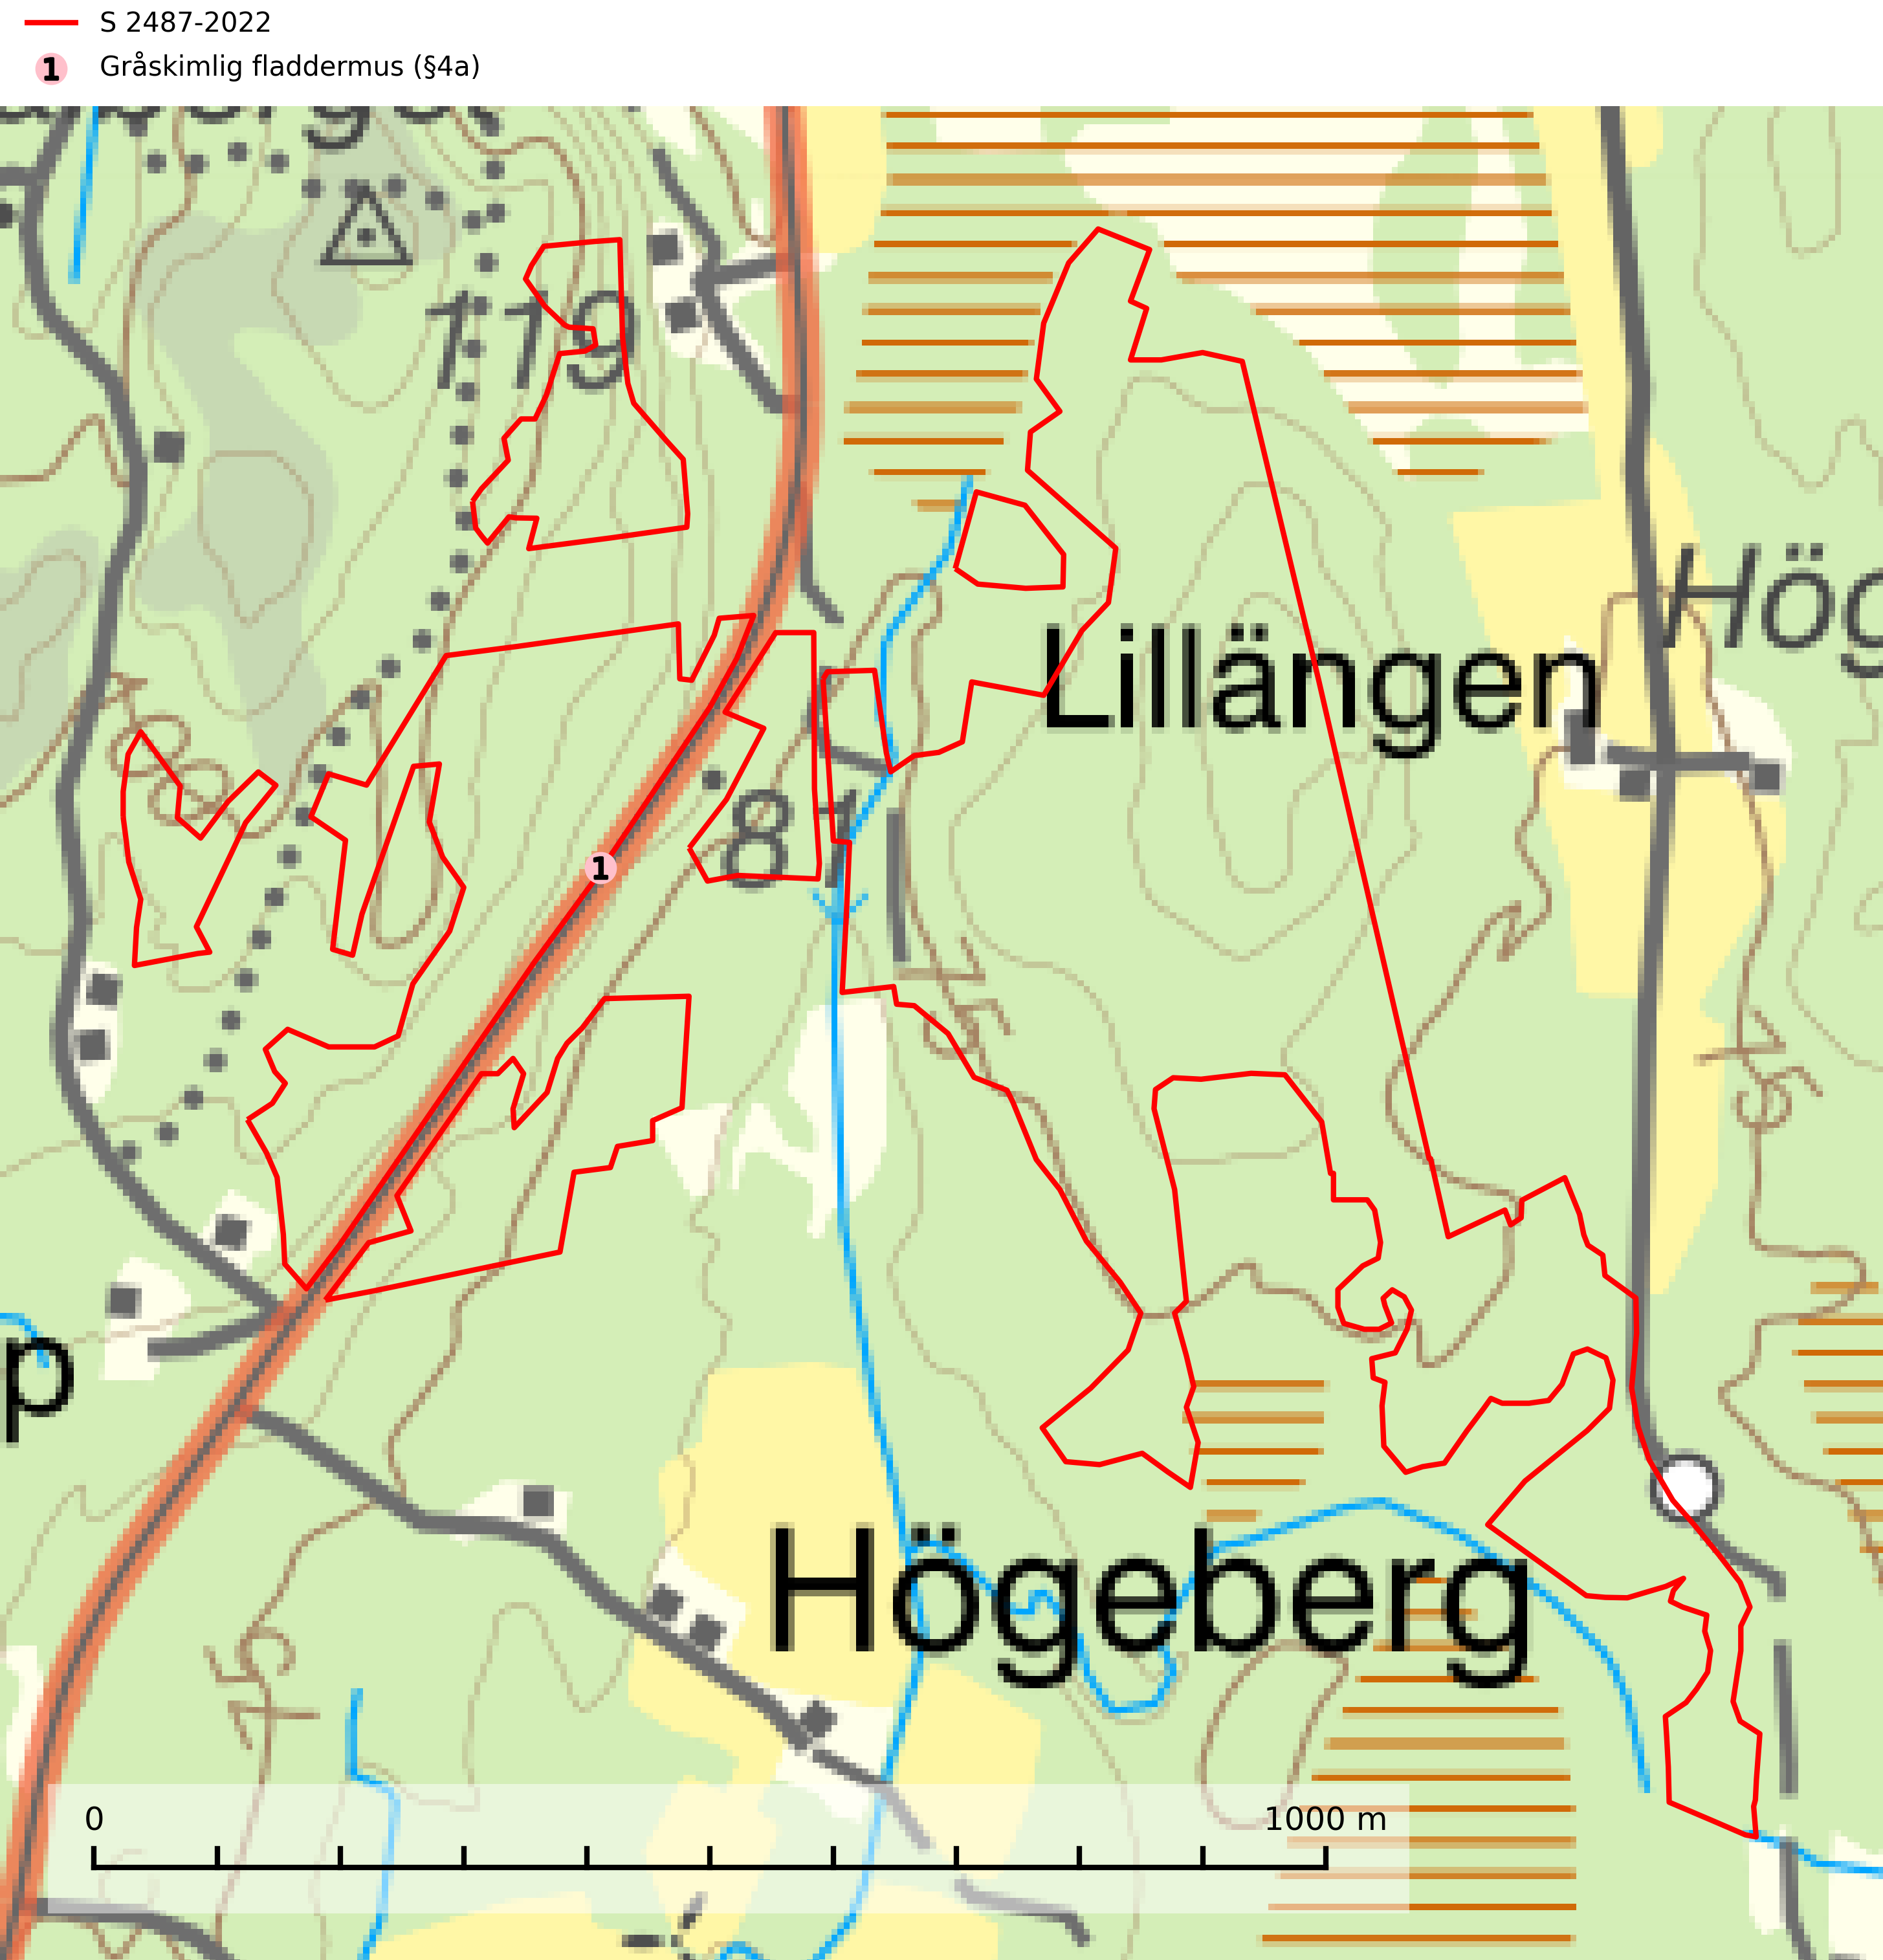 S 2487-2022
1 Gråskimlig fladdermus (§4a)
119
Lillängen
Hög
81
1
p
Högeberg
0 1000 m